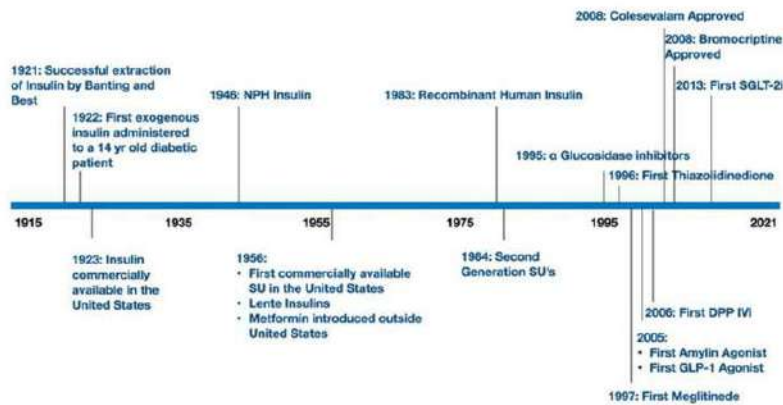 2008: Colesevalam Approved
2008: Bromocriptine
Approved
1921: Successful extraction
of Insulin by Banting and
Best
1946: NPH Insulin
1983: Recombinant Human Insulin
2013: First SGLT-2i
1922: First exogenous
insulin administered
to a 14 yr old diabetic
patient
1995: α Glucosidase inhibitors
1996: First Thiazolidinedione
1915
1935
1955
1975
1995
2021
1923: Insulin
commercially
available in the
United States
1956:
• First commercially available
SU in the United States
• Lente Insulins
• Metformin introduced outside
United States
1984: Second
Generation SU's
2006: First DPP IVi
2005:
• First Amylin Agonist
• First GLP-1 Agonist
1997: First Meglitinede